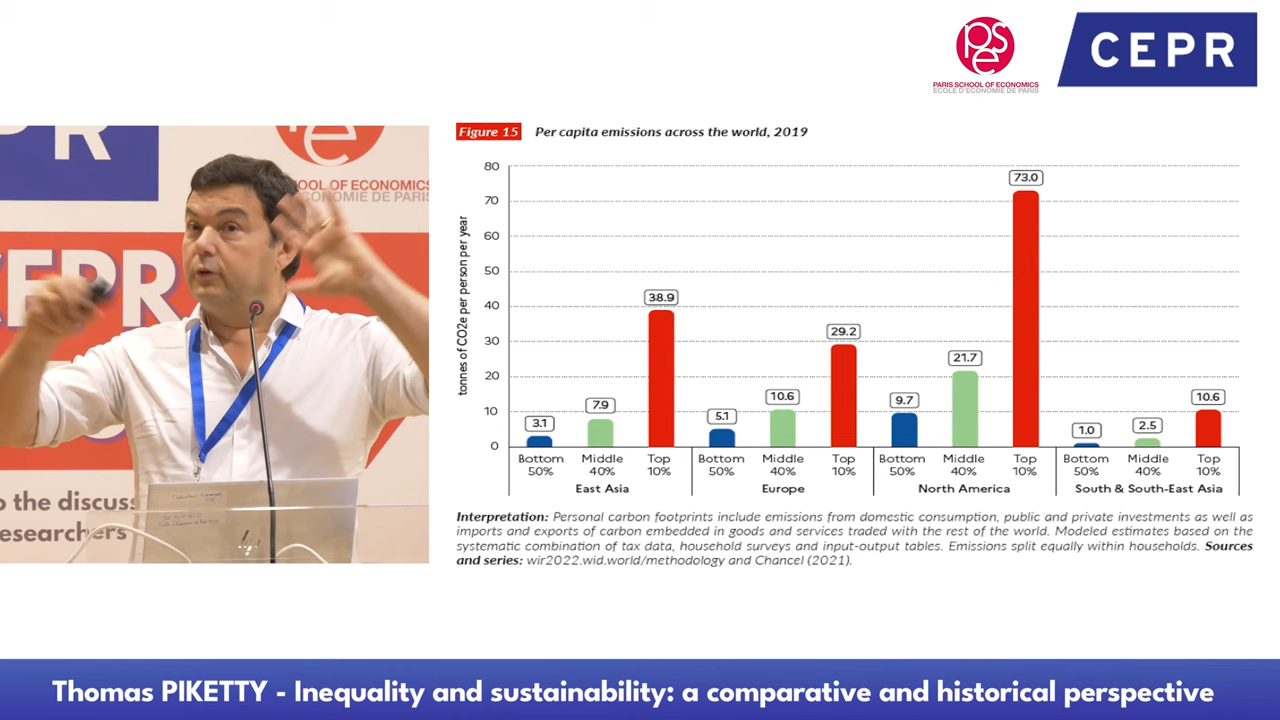 pse
PARIS SCHOOL OF ECONOMICS
ECOLE D'ECONOMIE DE PARIS
CEPR
PR
OOL OF ECONOMICS
CONOMIE DE PARIS
CEPR
o the discuss
esearchers
Figure 15 Per capita emissions across the world, 2019
tonnes of CO2e per person per year
80
70
60
50
40
30
20
10
0
3.1
7.9
38.9
5.1
10.6
29.2
9.7
21.7
73.0
1.0
2.5
10.6
Bottom Middle Top Bottom Middle Top Bottom Middle Top Bottom Middle Top
50% 40% 10% 50% 40% 10% 50% 40% 10% 50% 40% 10%
East Asia Europe North America South & South-East Asia
Interpretation: Personal carbon footprints include emissions from domestic consumption, public and private investments as well as
imports and exports of carbon embedded in goods and services traded with the rest of the world. Modeled estimates based on the
systematic combination of tax data, household surveys and input-output tables. Emissions split equally within households. Sources
and series: wir2022.wid.world/methodology and Chancel (2021).
Thomas PIKETTY - Inequality and sustainability: a comparative and historical perspective